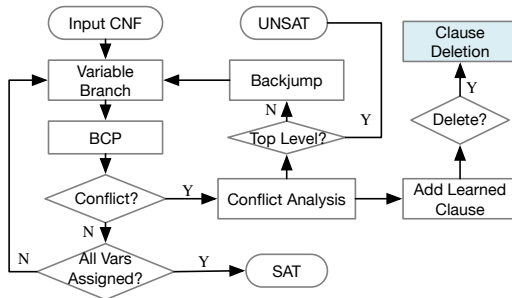 Input CNF
UNSAT
Clause
Deletion
Variable
Branch
Backjump
Y
N
Y
Delete?
BCP
Top Level?
Conflict?
Y
Conflict Analysis
Add Learned
Clause
N
N
All Vars
Assigned?
Y
SAT